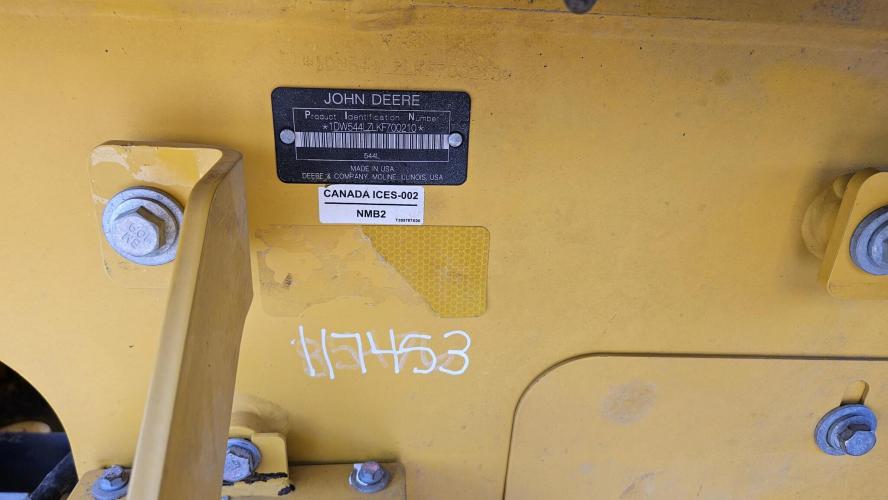 JOHN DEERE
Product Identification Number
*1DW544LZLKF700210*
544L
MADE IN USA
DEERE & COMPANY, MOLINE, ILLINOIS, USA
CANADA ICES-002
NMB2
117453